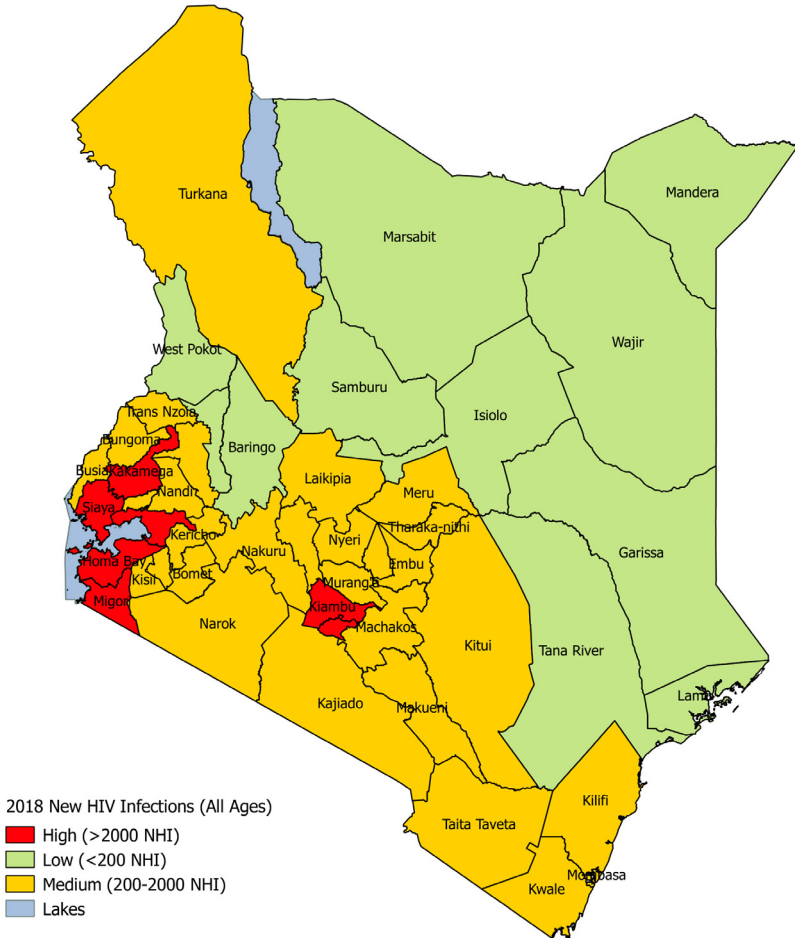 Turkana
Mandera
Marsabit
Wajir
West Pokot
Samburu
Isiolo
Trans Nzoia
Bungoma
Baringo
Busia
Kakamega
Laikipia
Meru
Nandi
Siaya
Tharaka-nithi
Kericho
Nyeri
Nakuru
Garissa
Embu
Homa Bay
Bomet
Kisii
Murang'a
Migori
Kiambu
Narok
Machakos
Kitui
Tana River
Kajiado
Makueni
Lamu
Kilifi
Taita Taveta
Mombasa
Kwale
2018 New HIV Infections (All Ages)
High (>2000 NHI)
Low (<200 NHI)
Medium (200-2000 NHI)
Lakes